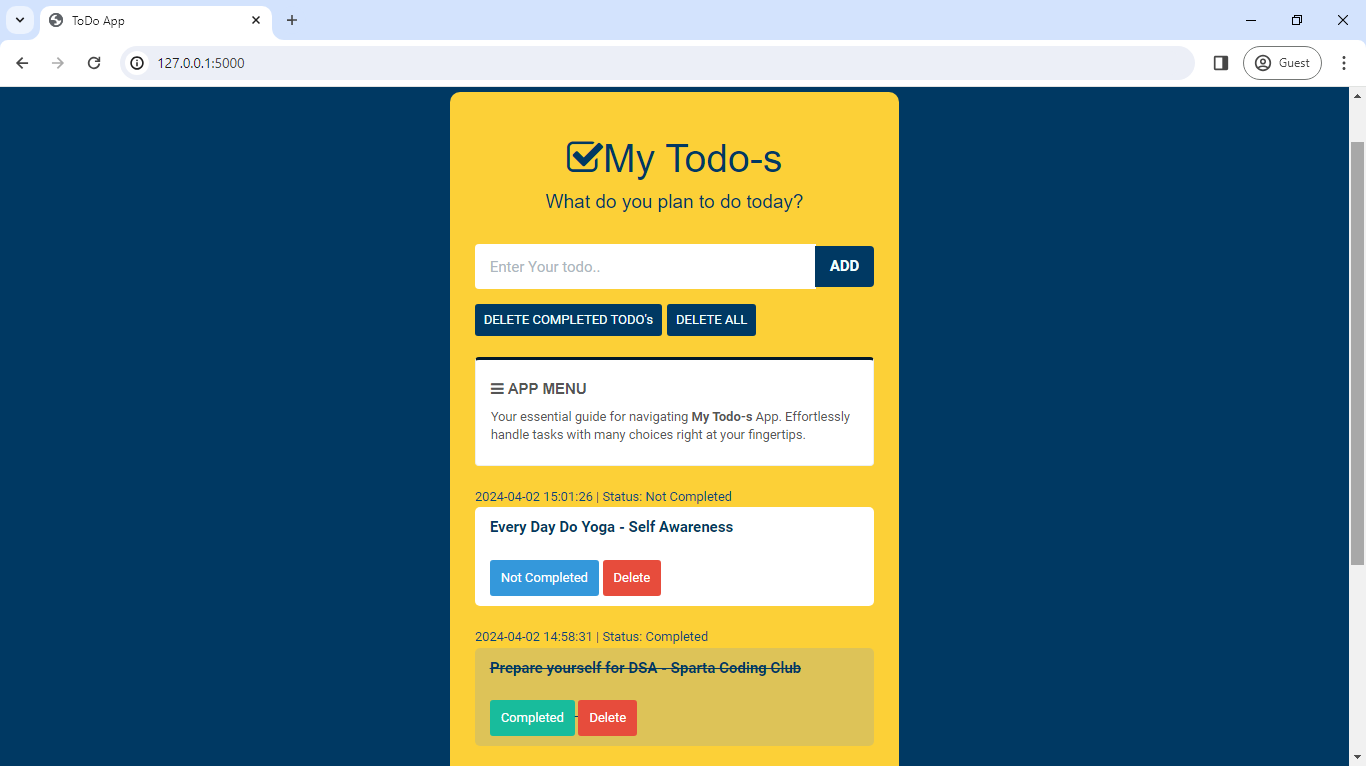 ToDo App
127.0.0.1:5000
Guest
My Todo-s
What do you plan to do today?
Enter Your todo..
ADD
DELETE COMPLETED TODO's
DELETE ALL
APP MENU
Your essential guide for navigating My Todo-s App. Effortlessly
handle tasks with many choices right at your fingertips.
2024-04-02 15:01:26 | Status: Not Completed
Every Day Do Yoga - Self Awareness
Not Completed
Delete
2024-04-02 14:58:31 | Status: Completed
Prepare yourself for DSA - Sparta Coding Club
Completed
Delete